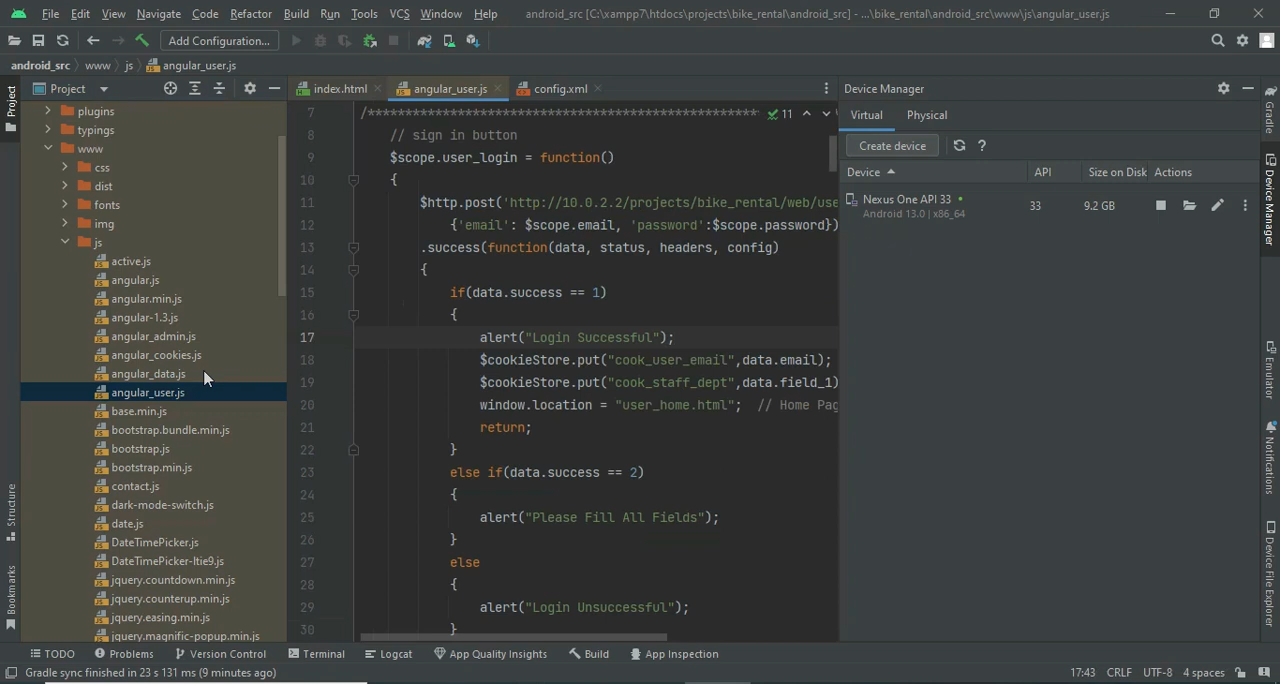 File Edit View Navigate Code Refactor Build Run Tools VCS Window Help android_src [C:\xampp7\htdocs\projects\bike_rental\android_src] - ...\bike_rental\android_src\www\js\angular_user.js
Add Configuration...
android_src www js angular_user.js
Project
index.html
angular_user.js
config.xml
Device Manager
plugins
typings
www
css
dist
fonts
img
js
active.js
angular.js
angular.min.js
angular-1.3.js
angular_admin.js
angular_cookies.js
angular_data.js
angular_user.js
base.min.js
bootstrap.bundle.min.js
bootstrap.js
bootstrap.min.js
contact.js
dark-mode-switch.js
date.js
DateTimePicker.js
DateTimePicker-ltie9.js
jquery.countdown.min.js
jquery.counterup.min.js
jquery.easing.min.js
jquery.magnific-popup.min.js
7 /**************************************************** 11
8 // sign in button
9 $scope.user_login = function()
10 {
11 $http.post('http://10.0.2.2/projects/bike_rental/web/use
12 {'email': $scope.email, 'password':$scope.password})
13 .success(function(data, status, headers, config)
14 {
15 if(data.success == 1)
16 {
17 alert("Login Successful");
18 $cookieStore.put("cook_user_email",data.email);
19 $cookieStore.put("cook_staff_dept",data.field_1)
20 window.location = "user_home.html"; // Home Pag
21 return;
22 }
23 else if(data.success == 2)
24 {
25 alert("Please Fill All Fields");
26 }
27 else
28 {
29 alert("Login Unsuccessful");
30 }
Virtual Physical
Create device ?
Device API Size on Disk Actions
Nexus One API 33 33 9.2 GB
Android 13.0 | x86_64
Project
Structure
Bookmarks
Gradle
Device Manager
Emulator
Notifications
Device File Explorer
TODO Problems Version Control Terminal Logcat App Quality Insights Build App Inspection
Gradle sync finished in 23 s 131 ms (9 minutes ago) 17:43 CRLF UTF-8 4 spaces